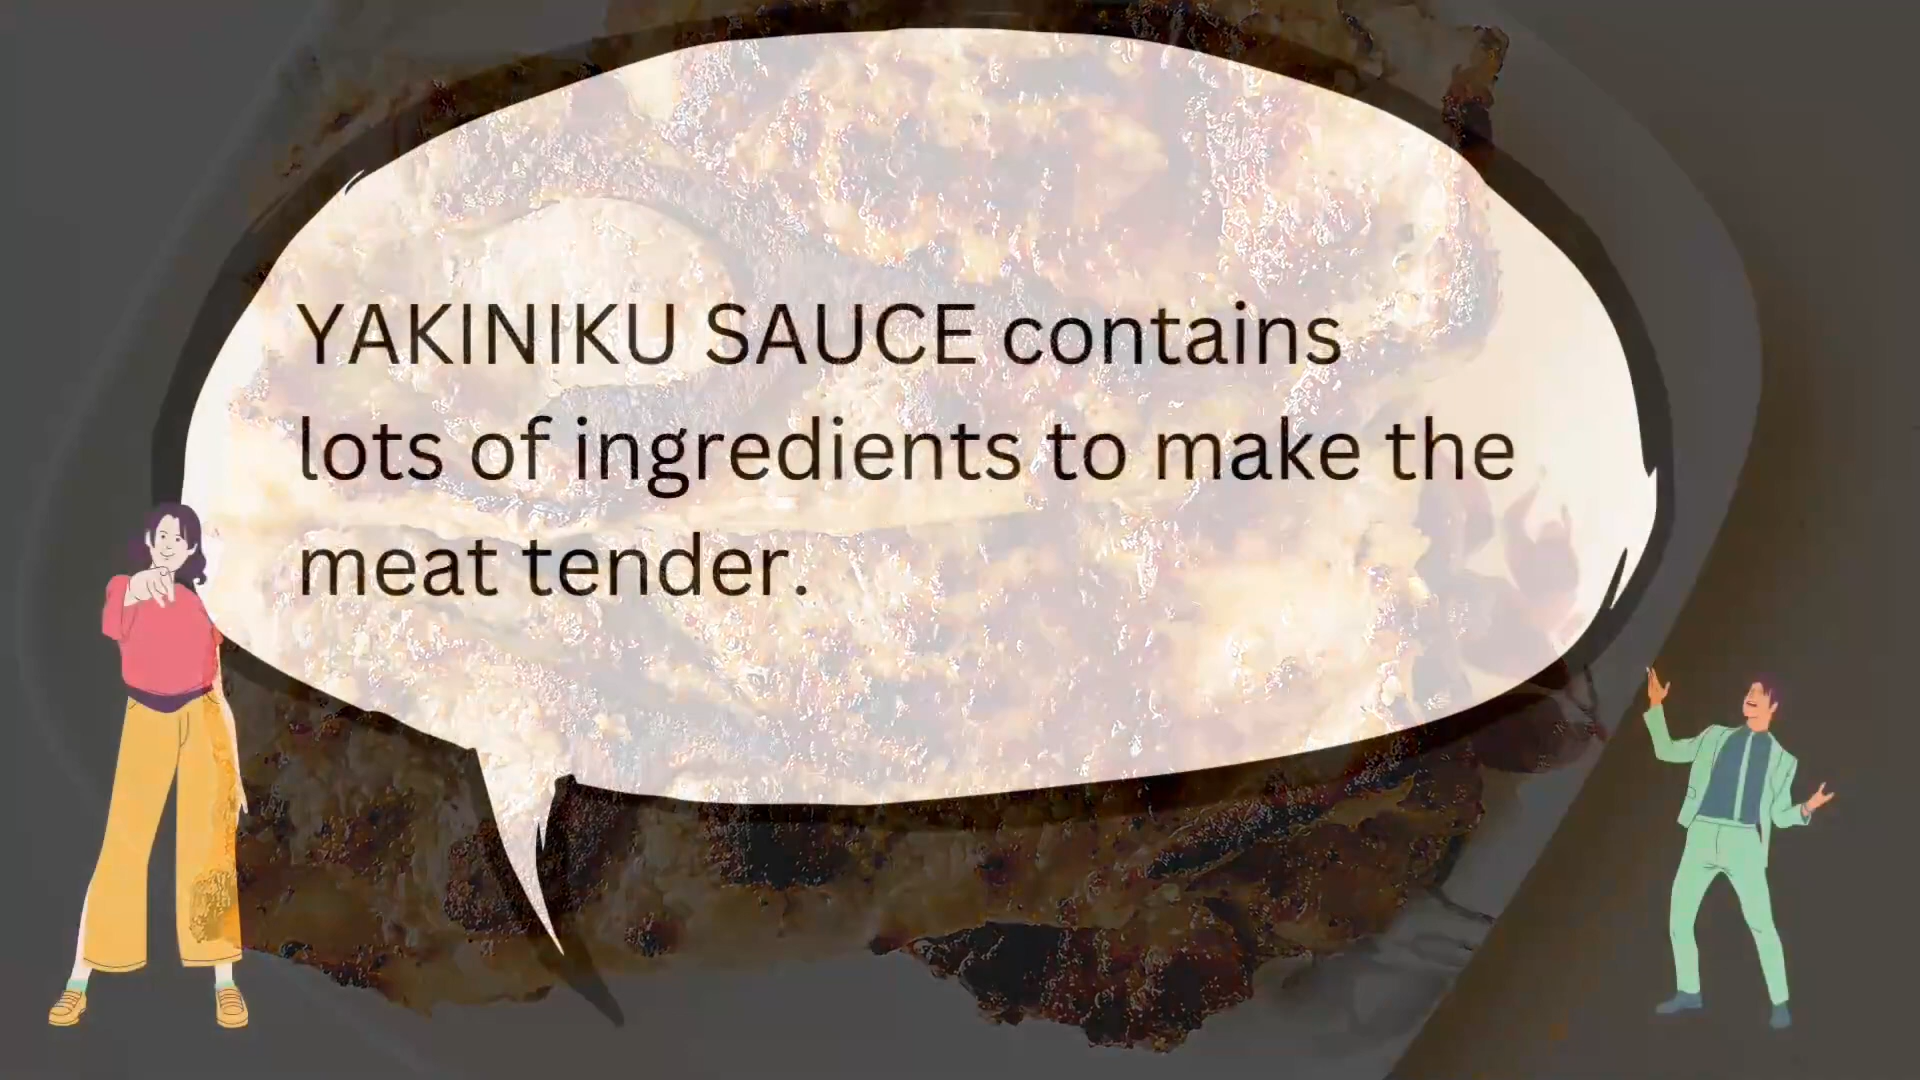 YAKINIKU SAUCE contains
lots of ingredients to make the
meat tender.